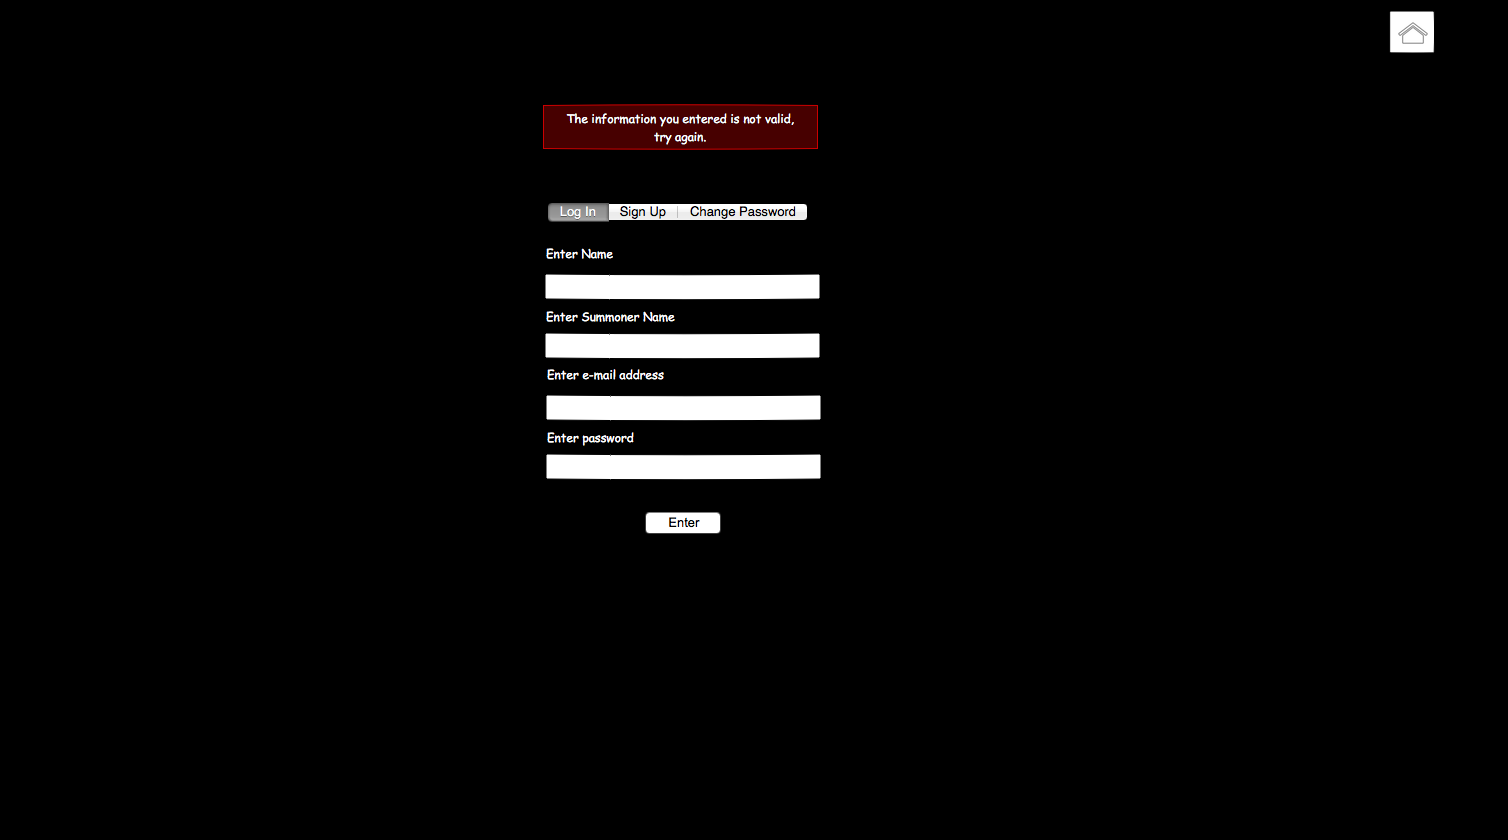 The information you entered is not valid,
try again.
Log In Sign Up Change Password
Enter Name
Enter Summoner Name
Enter e-mail address
Enter password
Enter